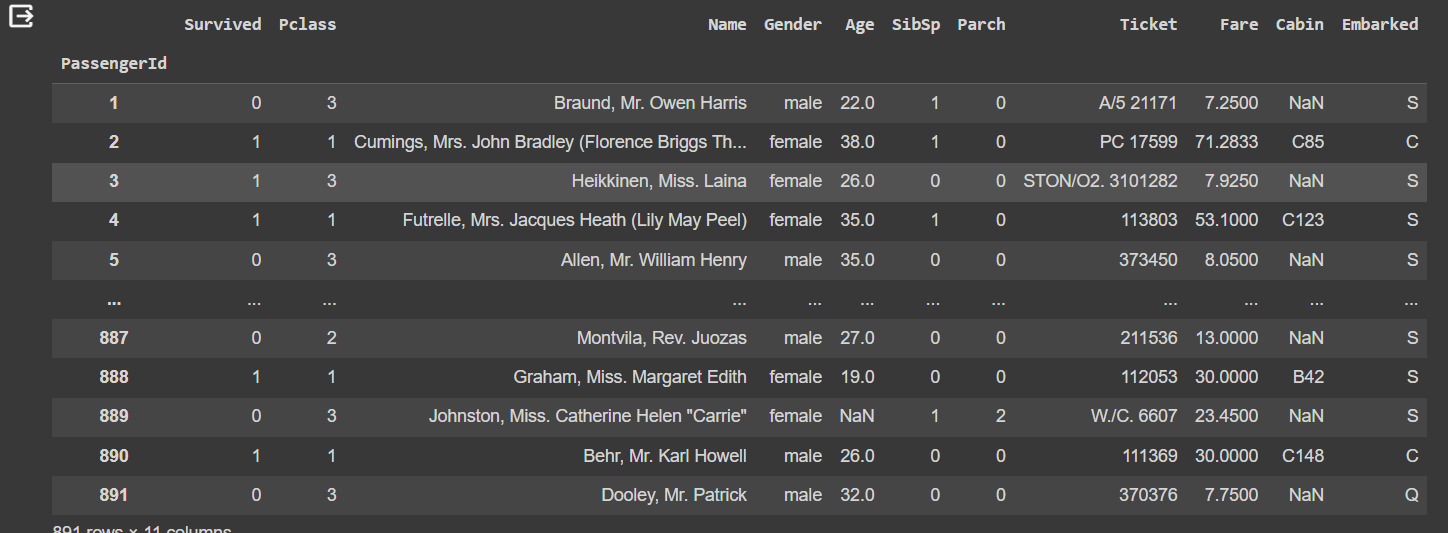 Survived Pclass Name Gender Age SibSp Parch Ticket Fare Cabin Embarked
PassengerId
1 0 3 Braund, Mr. Owen Harris male 22.0 1 0 A/5 21171 7.2500 NaN S
2 1 1 Cumings, Mrs. John Bradley (Florence Briggs Th... female 38.0 1 0 PC 17599 71.2833 C85 C
3 1 3 Heikkinen, Miss. Laina female 26.0 0 0 STON/O2. 3101282 7.9250 NaN S
4 1 1 Futrelle, Mrs. Jacques Heath (Lily May Peel) female 35.0 1 0 113803 53.1000 C123 S
5 0 3 Allen, Mr. William Henry male 35.0 0 0 373450 8.0500 NaN S
... ... ... ... ... ... ... ... ... ... ... ...
887 0 2 Montvila, Rev. Juozas male 27.0 0 0 211536 13.0000 NaN S
888 1 1 Graham, Miss. Margaret Edith female 19.0 0 0 112053 30.0000 B42 S
889 0 3 Johnston, Miss. Catherine Helen "Carrie" female NaN 1 2 W./C. 6607 23.4500 NaN S
890 1 1 Behr, Mr. Karl Howell male 26.0 0 0 111369 30.0000 C148 C
891 0 3 Dooley, Mr. Patrick male 32.0 0 0 370376 7.7500 NaN Q
891 rows × 11 columns